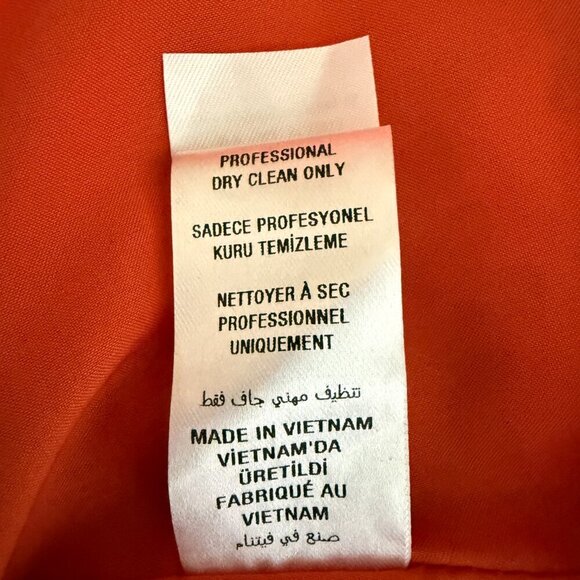 PROFESSIONAL
DRY CLEAN ONLY
SADECE PROFESYONEL
KURU TEMİZLEME
NETTOYER À SEC
PROFESSIONNEL
UNIQUEMENT
تنظيف مهني جاف فقط
MADE IN VIETNAM
VİETNAM'DA
ÜRETİLDİ
FABRIQUÉ AU
VIETNAM
صنع في فيتنام